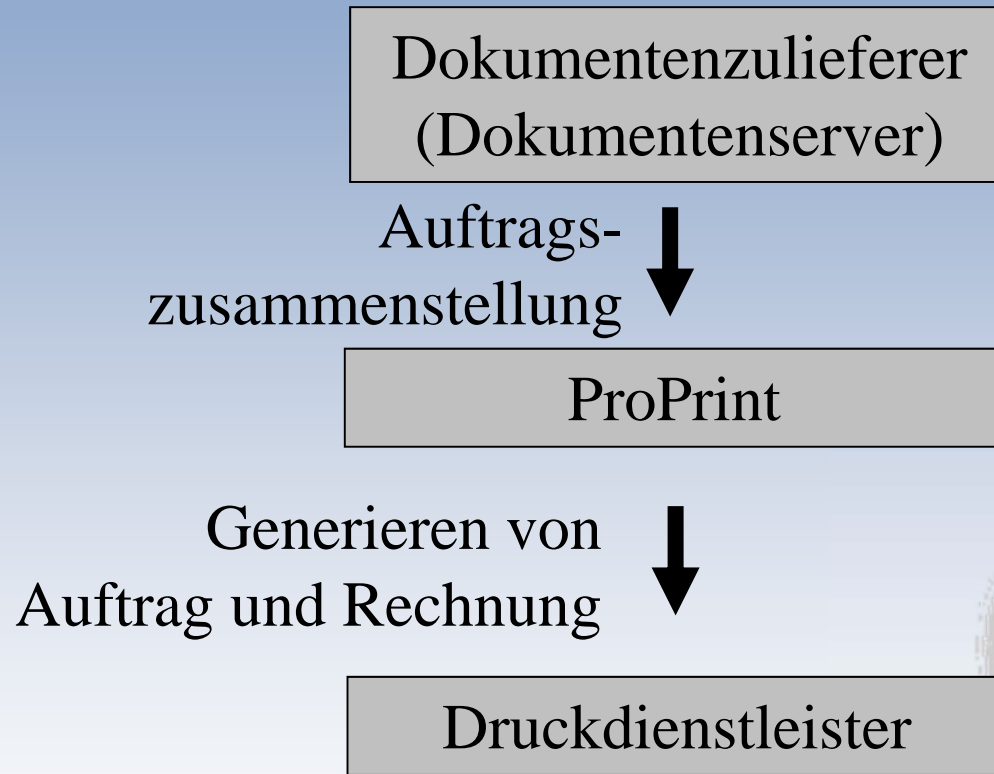 Dokumentenzulieferer
(Dokumentenserver)
Auftrags-
zusammenstellung
ProPrint
Generieren von
Auftrag und Rechnung
Druckdienstleister